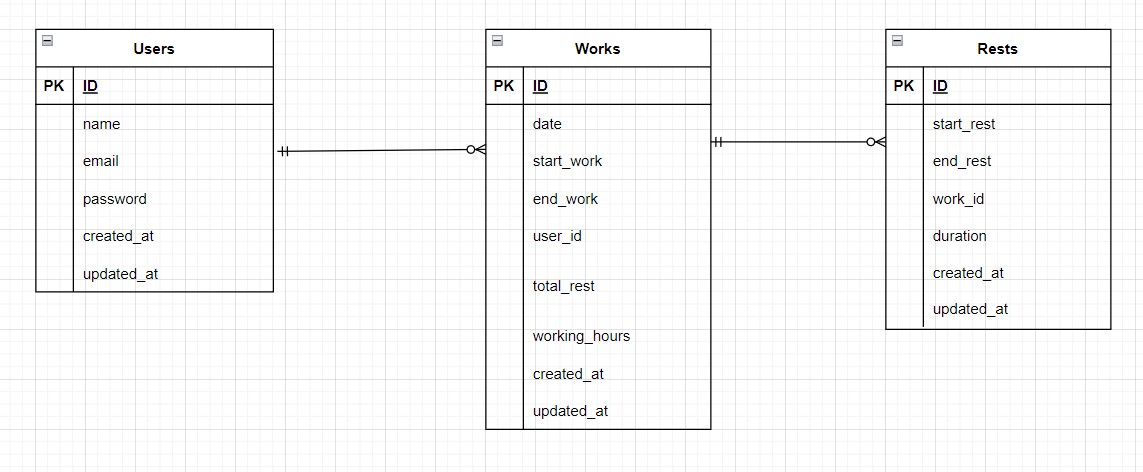 Users
PK ID
name
email
password
created_at
updated_at
Works
PK ID
date
start_work
end_work
user_id
total_rest
working_hours
created_at
updated_at
Rests
PK ID
start_rest
end_rest
work_id
duration
created_at
updated_at